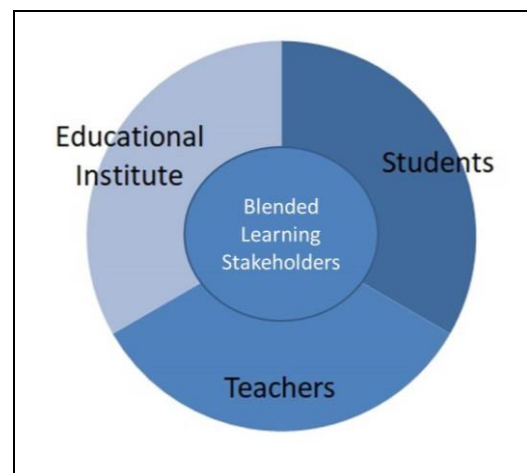 Educational
Institute
Students
Blended
Learning
Stakeholders
Teachers